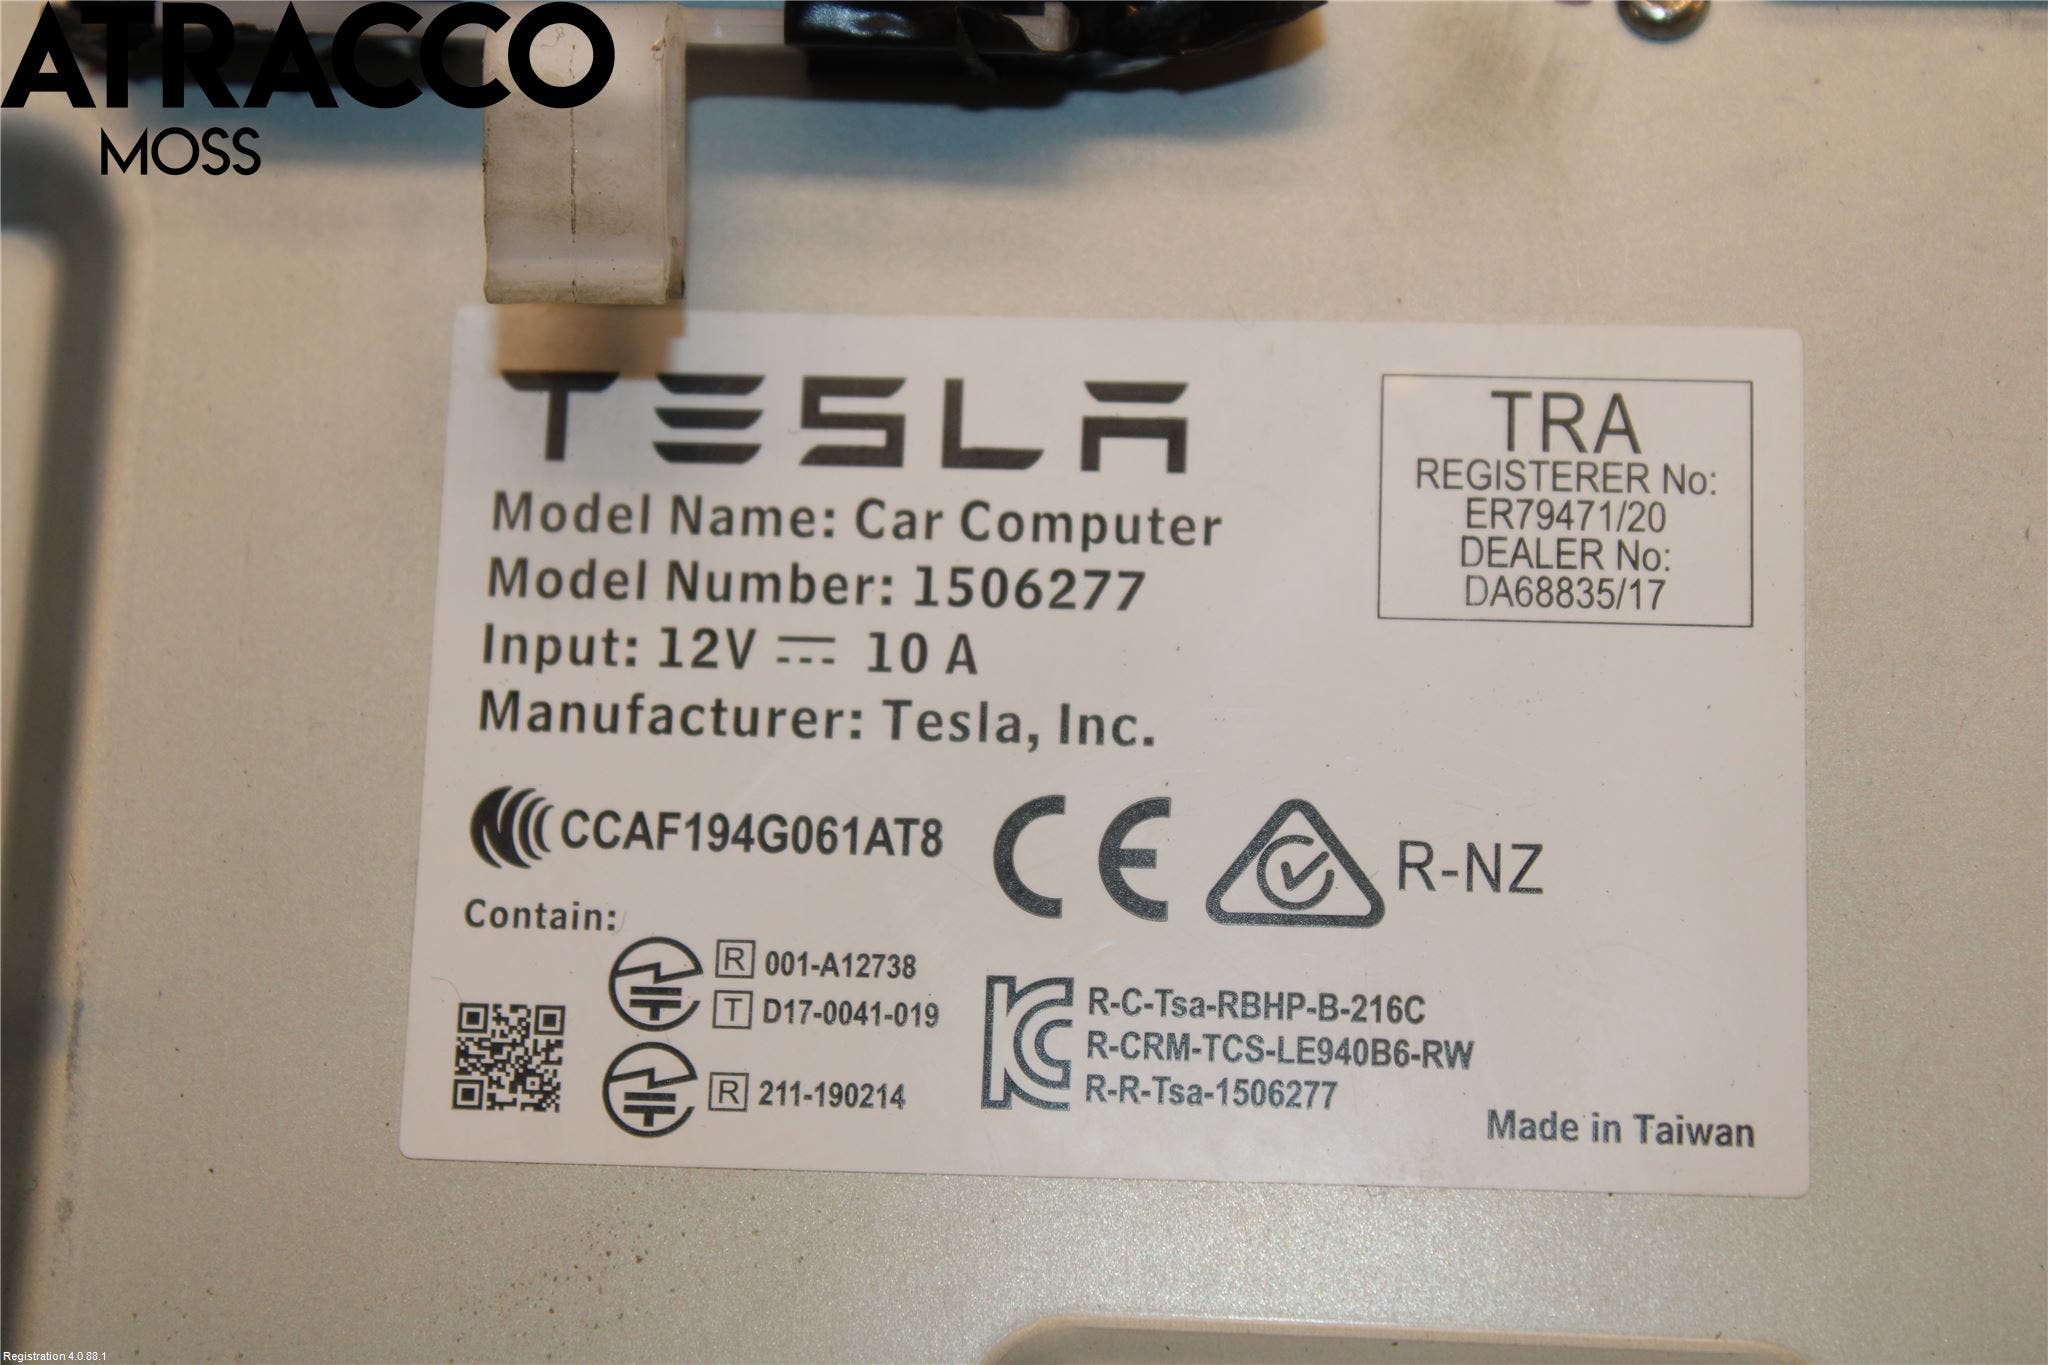 ATRACCO
MOSS
TESLA
Model Name: Car Computer
Model Number: 1506277
Input: 12V 10 A
Manufacturer: Tesla, Inc.
TRA
REGISTERER No:
ER79471/20
DEALER No:
DA68835/17
CCAF194G061AT8
CE
R-NZ
Contain:
R 001-A12738
T D17-0041-019
R 211-190214
R-C-Tsa-RBHP-B-216C
R-CRM-TCS-LE940B6-RW
R-R-Tsa-1506277
Made in Taiwan
Registration 4.0.88.1